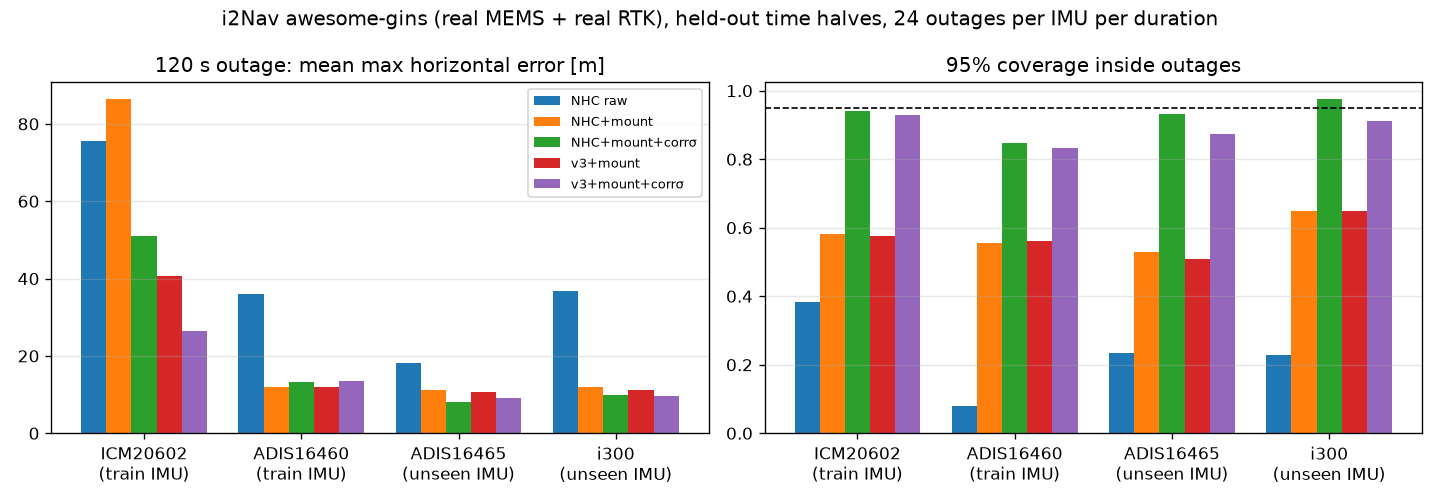 i2Nav awesome-gins (real MEMS + real RTK), held-out time halves, 24 outages per IMU per duration
120 s outage: mean max horizontal error [m]
80
60
40
20
0
NHC raw
NHC+mount
NHC+mount+corrσ
v3+mount
v3+mount+corrσ
ICM20602
(train IMU)
ADIS16460
(train IMU)
ADIS16465
(unseen IMU)
i300
(unseen IMU)
95% coverage inside outages
1.0
0.8
0.6
0.4
0.2
0.0
ICM20602
(train IMU)
ADIS16460
(train IMU)
ADIS16465
(unseen IMU)
i300
(unseen IMU)